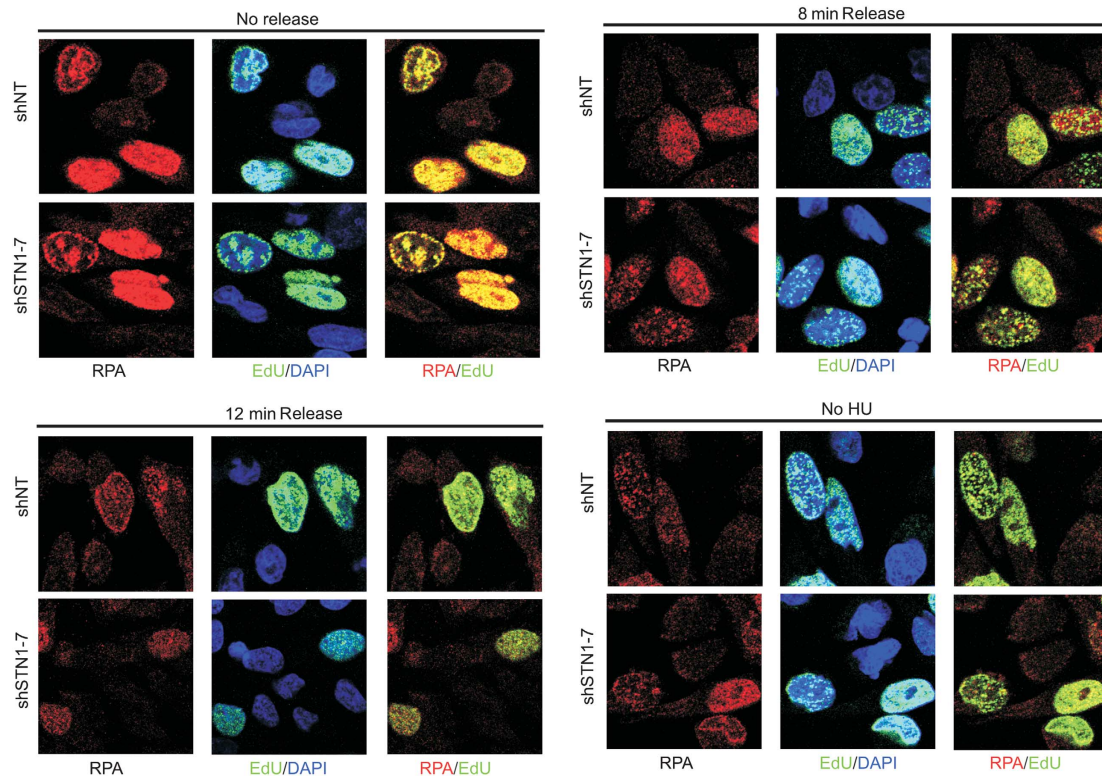 No release
shNT
shSTN1-7
RPA
EdU/DAPI
RPA/EdU
8 min Release
shNT
shSTN1-7
RPA
EdU/DAPI
RPA/EdU
12 min Release
shNT
shSTN1-7
RPA
EdU/DAPI
RPA/EdU
No HU
shNT
shSTN1-7
RPA
EdU/DAPI
RPA/EdU